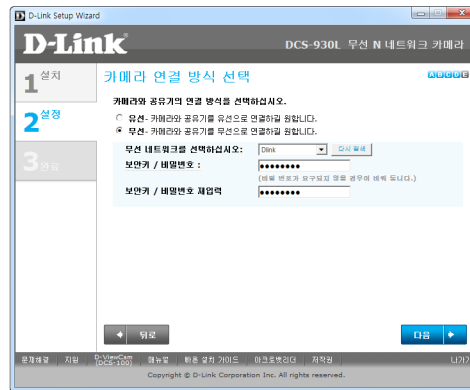 D-Link Setup Wizard
D-Link
DCS-930L 무선 N 네트워크 카메라
1 설치
2 설정
3 완료
카메라 연결 방식 선택
A B C D E
카메라와 공유기의 연결 방식을 선택하십시오.
유선- 카메라와 공유기를 유선으로 연결하길 원합니다.
무선- 카메라와 공유기를 무선으로 연결하길 원합니다.
무선 네트워크를 선택하십시오: Dlink 다시 탐색
보안키 / 비밀번호 : ●●●●●●●●
(비밀 번호가 요구되지 않을 경우에 비워 둡니다.)
보안키 / 비밀번호 재입력 ●●●●●●●●
뒤로
다음
문제해결 지원 D-ViewCam (DCS-100) 매뉴얼 빠른 설치 가이드 아크로뱃리더 저작권 나가기
Copyright © D-Link Corporation Inc. All rights reserved.